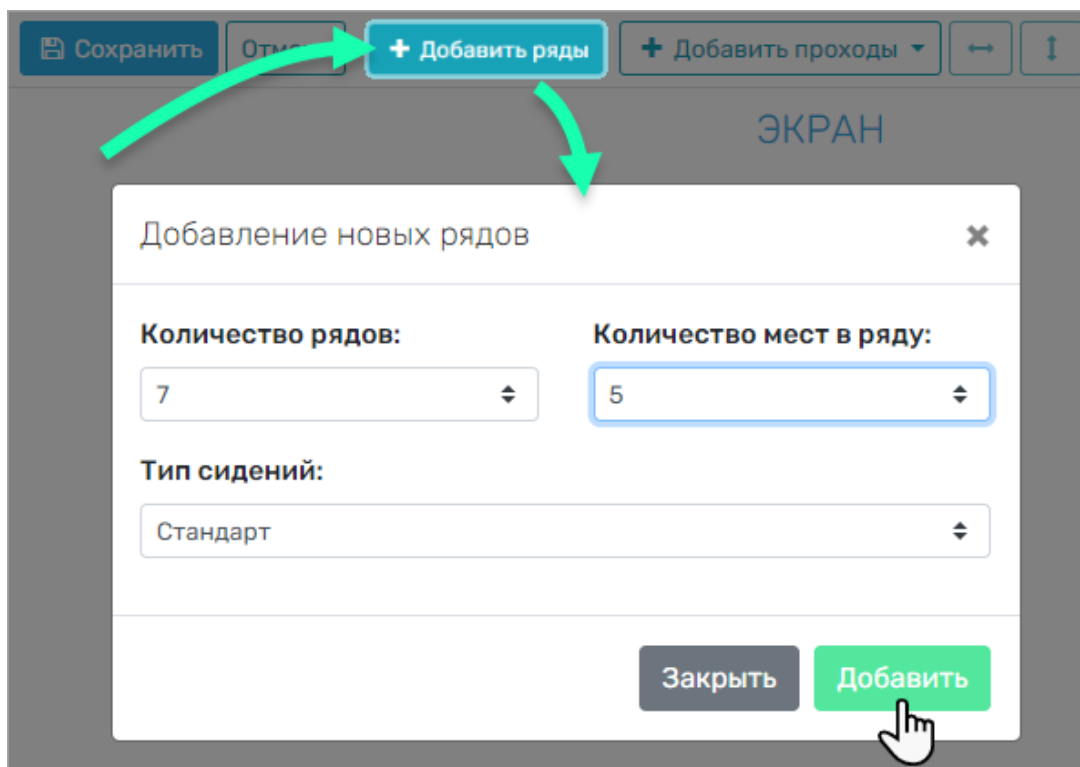 Сохранить
+ Добавить ряды
+ Добавить проходы
ЭКРАН
Добавление новых рядов
Количество рядов: Количество мест в ряду:
7 5
Тип сидений:
Стандарт
Закрыть Добавить